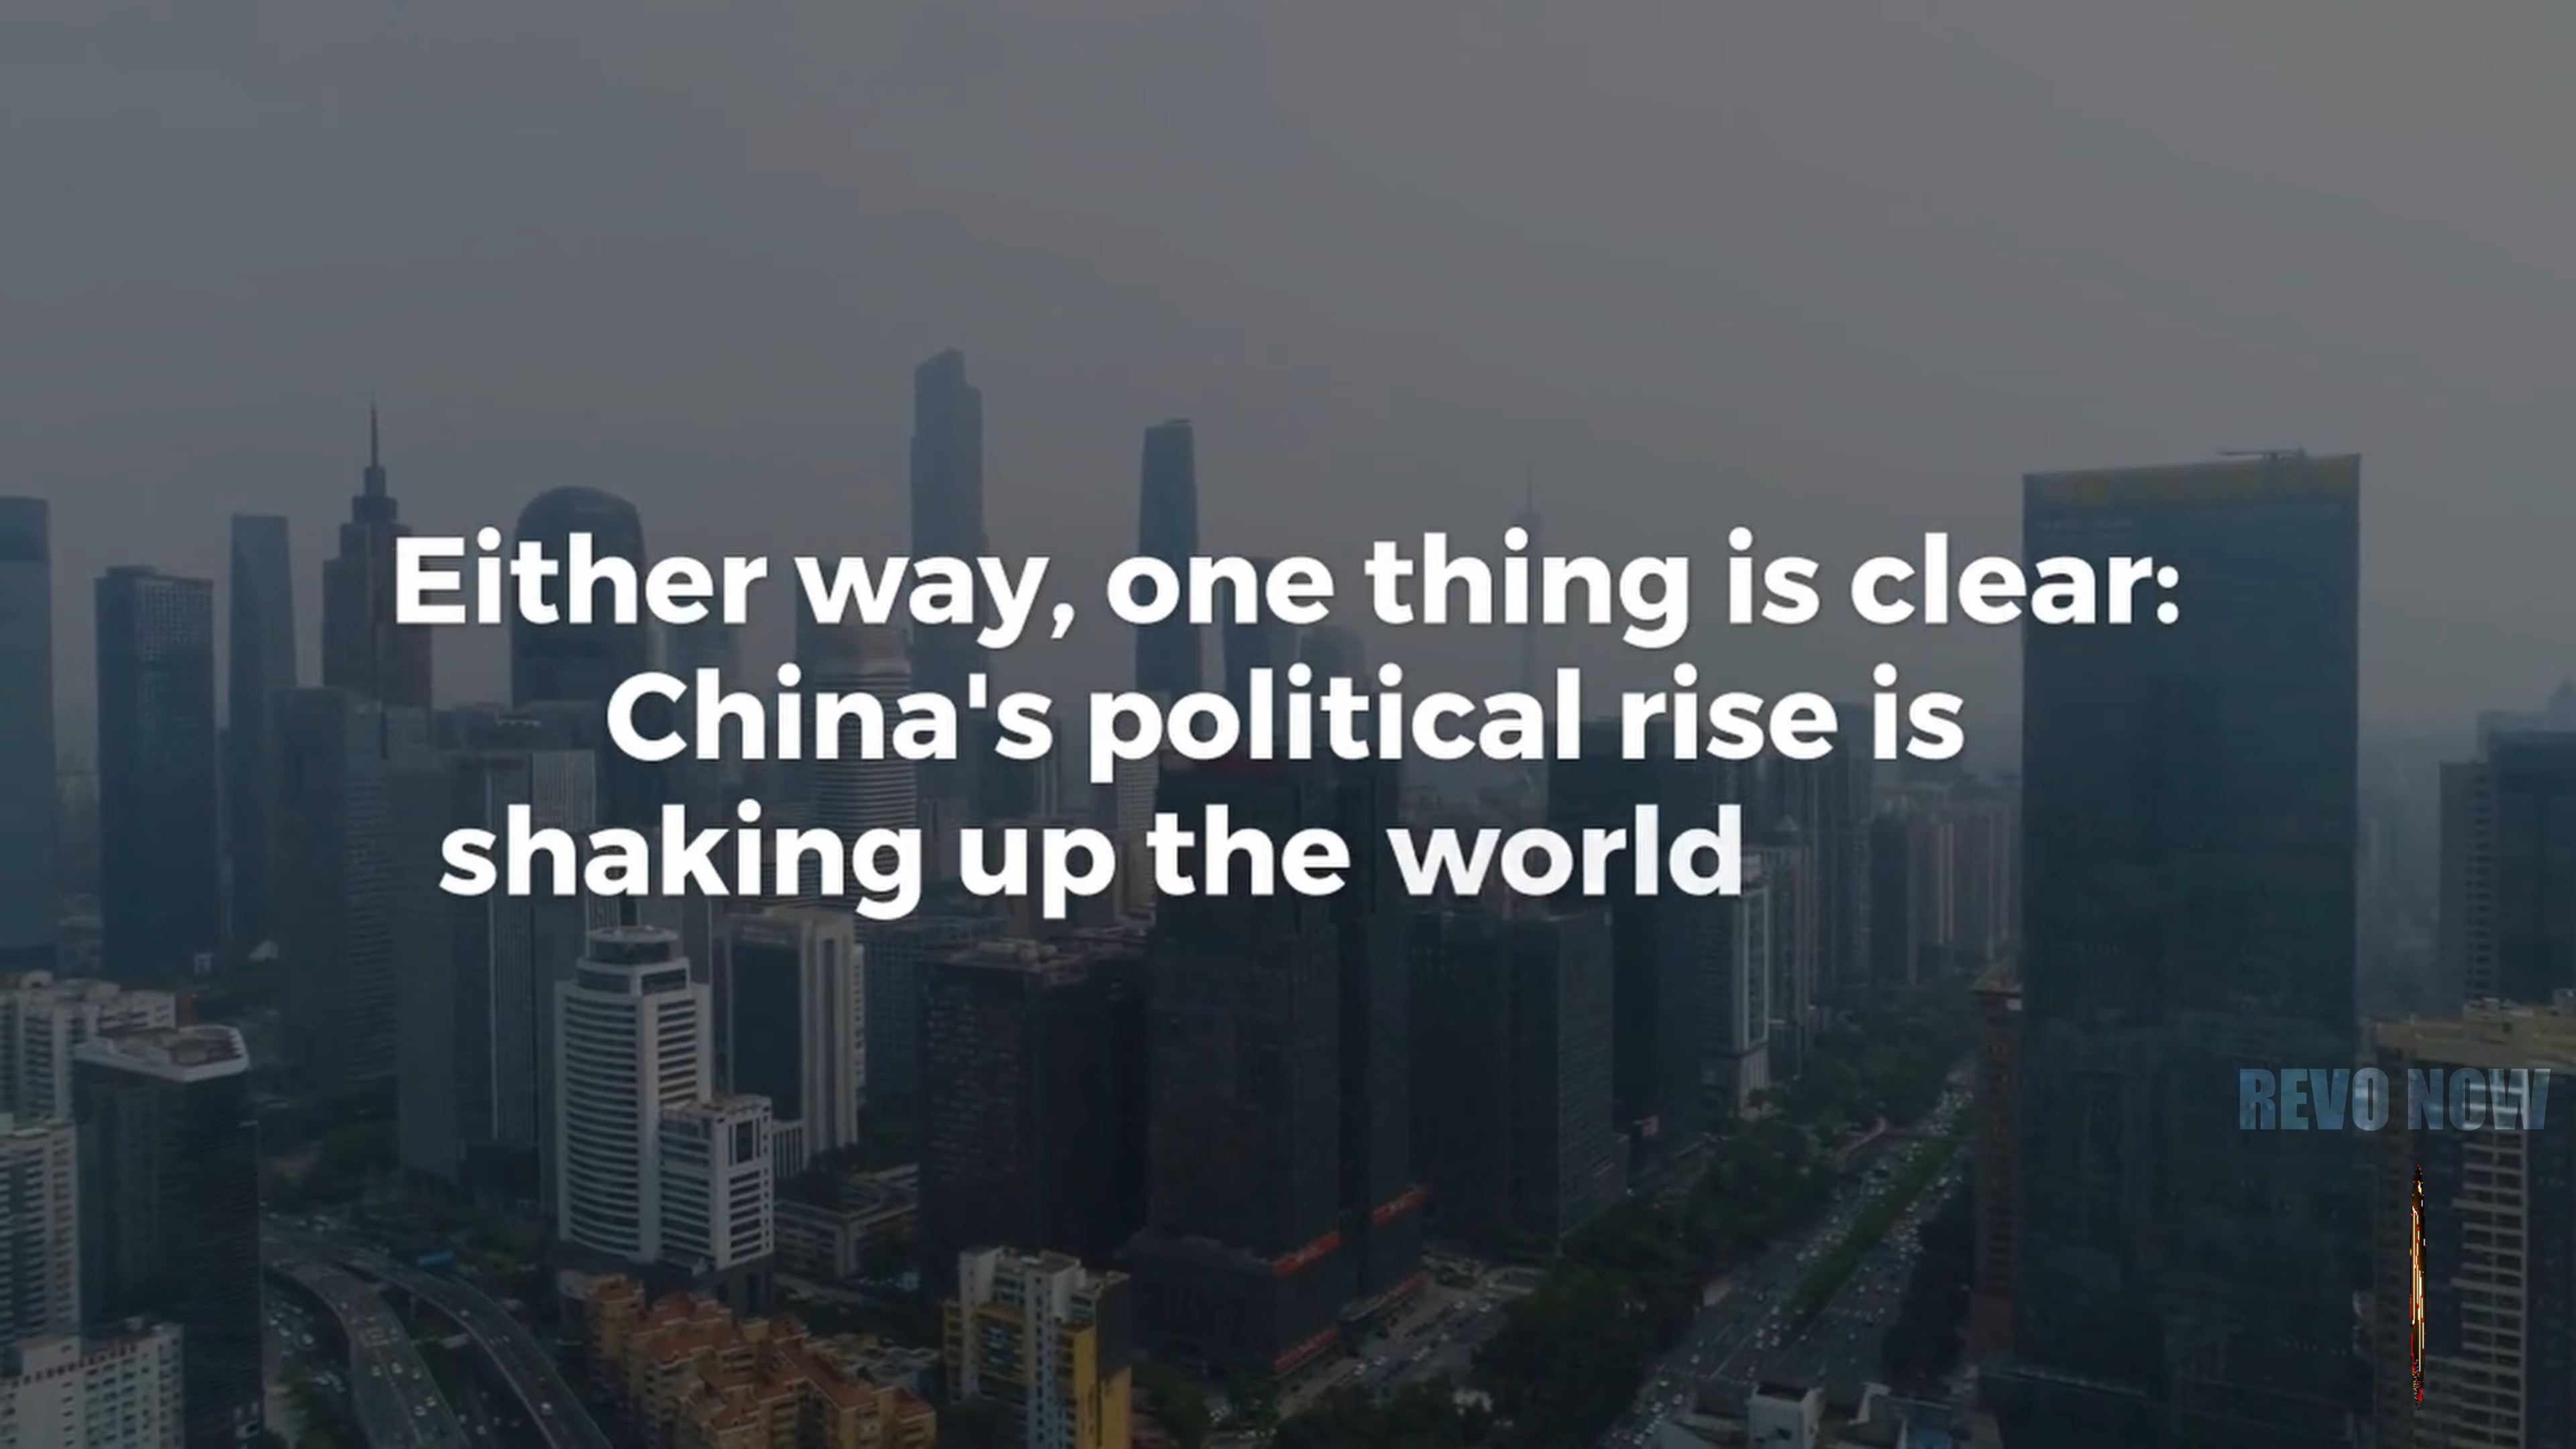 Either way, one thing is clear:
China's political rise is
shaking up the world
REVO NOW